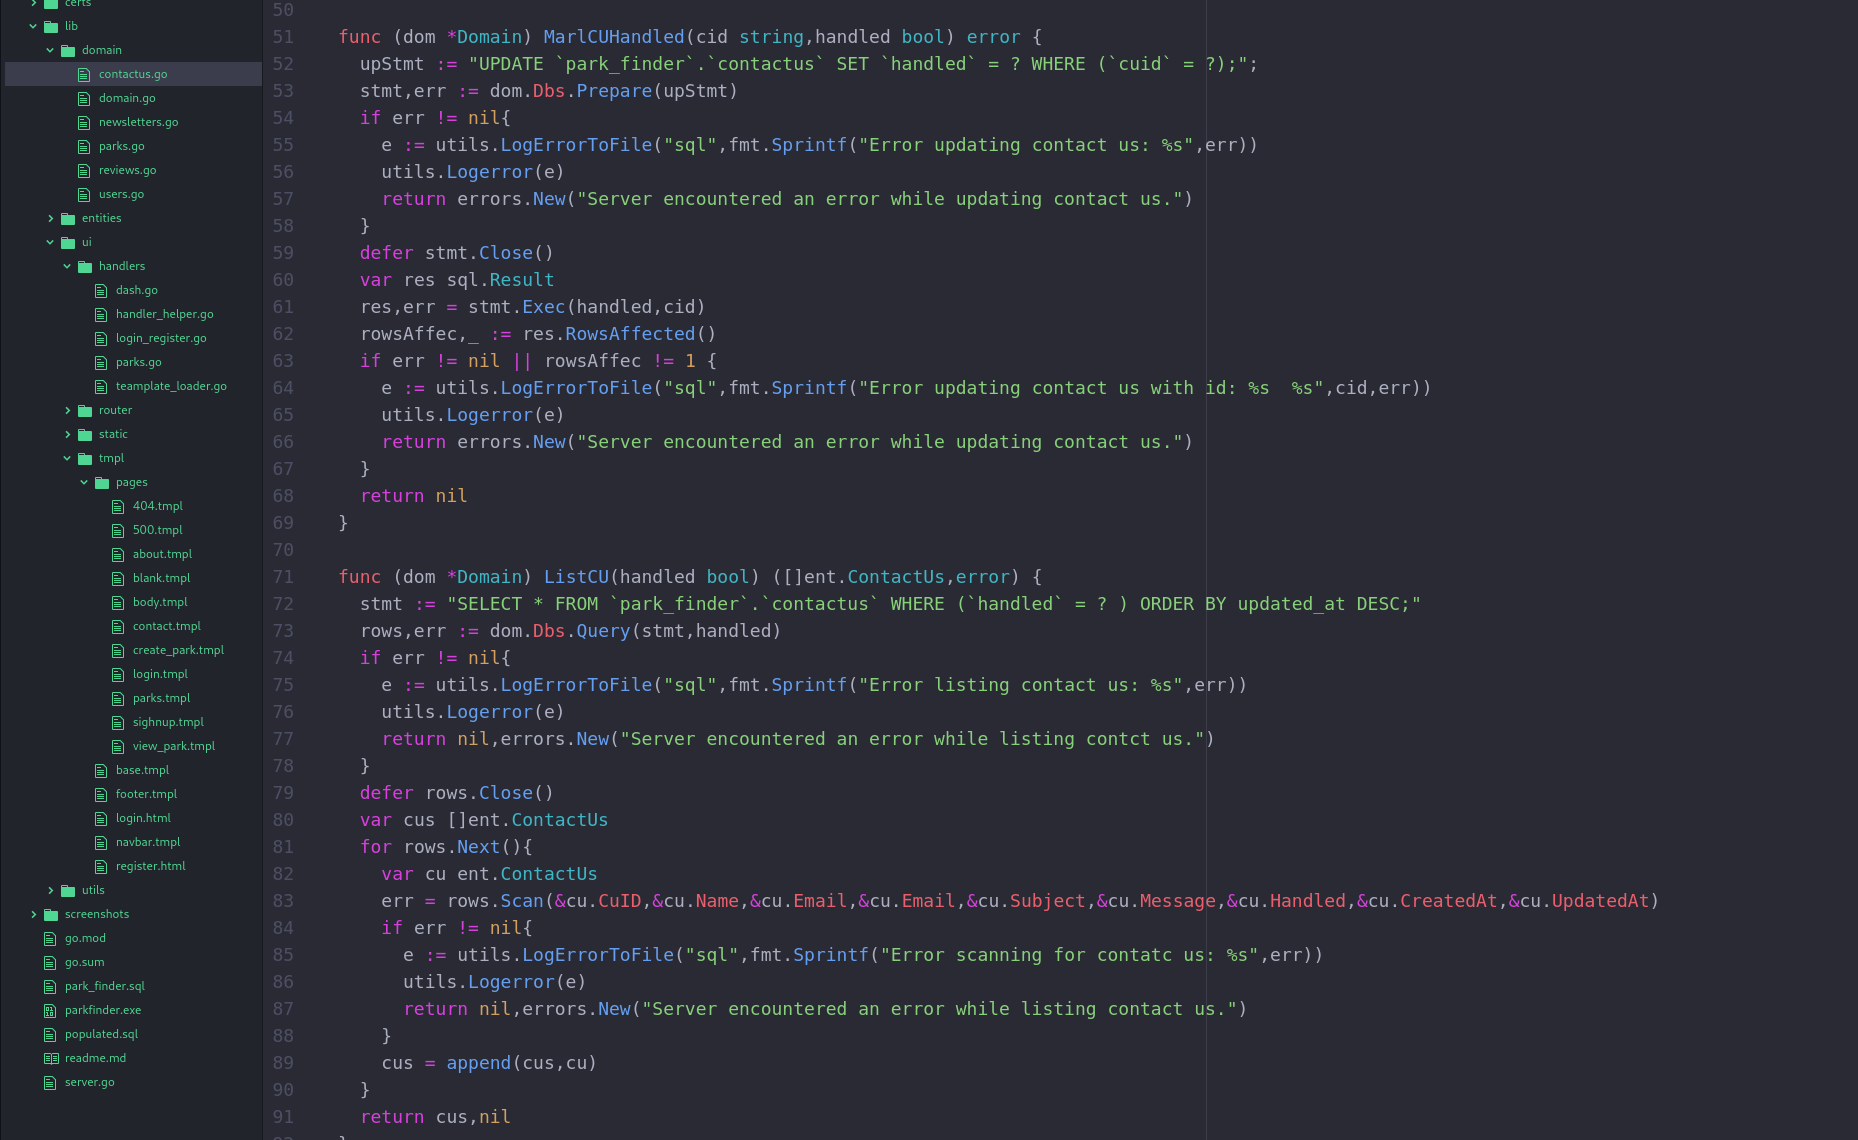 certs
lib
domain
contactus.go
domain.go
newsletters.go
parks.go
reviews.go
users.go
entities
ui
handlers
dash.go
handler_helper.go
login_register.go
parks.go
teamplate_loader.go
router
static
tmpl
pages
404.tmpl
500.tmpl
about.tmpl
blank.tmpl
body.tmpl
contact.tmpl
create_park.tmpl
login.tmpl
parks.tmpl
sighnup.tmpl
view_park.tmpl
base.tmpl
footer.tmpl
login.html
navbar.tmpl
register.html
utils
screenshots
go.mod
go.sum
park_finder.sql
parkfinder.exe
populated.sql
readme.md
server.go
50
51 func (dom *Domain) MarlCUHandled(cid string,handled bool) error {
52 upStmt := "UPDATE `park_finder`.`contactus` SET `handled` = ? WHERE (`cuid` = ?);";
53 stmt,err := dom.Dbs.Prepare(upStmt)
54 if err != nil{
55 e := utils.LogErrorToFile("sql",fmt.Sprintf("Error updating contact us: %s",err))
56 utils.Logerror(e)
57 return errors.New("Server encountered an error while updating contact us.")
58 }
59 defer stmt.Close()
60 var res sql.Result
61 res,err = stmt.Exec(handled,cid)
62 rowsAffec,_ := res.RowsAffected()
63 if err != nil || rowsAffec != 1 {
64 e := utils.LogErrorToFile("sql",fmt.Sprintf("Error updating contact us with id: %s  %s",cid,err))
65 utils.Logerror(e)
66 return errors.New("Server encountered an error while updating contact us.")
67 }
68 return nil
69 }
70
71 func (dom *Domain) ListCU(handled bool) ([]ent.ContactUs,error) {
72 stmt := "SELECT * FROM `park_finder`.`contactus` WHERE (`handled` = ? ) ORDER BY updated_at DESC;"
73 rows,err := dom.Dbs.Query(stmt,handled)
74 if err != nil{
75 e := utils.LogErrorToFile("sql",fmt.Sprintf("Error listing contact us: %s",err))
76 utils.Logerror(e)
77 return nil,errors.New("Server encountered an error while listing contct us.")
78 }
79 defer rows.Close()
80 var cus []ent.ContactUs
81 for rows.Next(){
82 var cu ent.ContactUs
83 err = rows.Scan(&cu.CuID,&cu.Name,&cu.Email,&cu.Email,&cu.Subject,&cu.Message,&cu.Handled,&cu.CreatedAt,&cu.UpdatedAt)
84 if err != nil{
85 e := utils.LogErrorToFile("sql",fmt.Sprintf("Error scanning for contatc us: %s",err))
86 utils.Logerror(e)
87 return nil,errors.New("Server encountered an error while listing contact us.")
88 }
89 cus = append(cus,cu)
90 }
91 return cus,nil